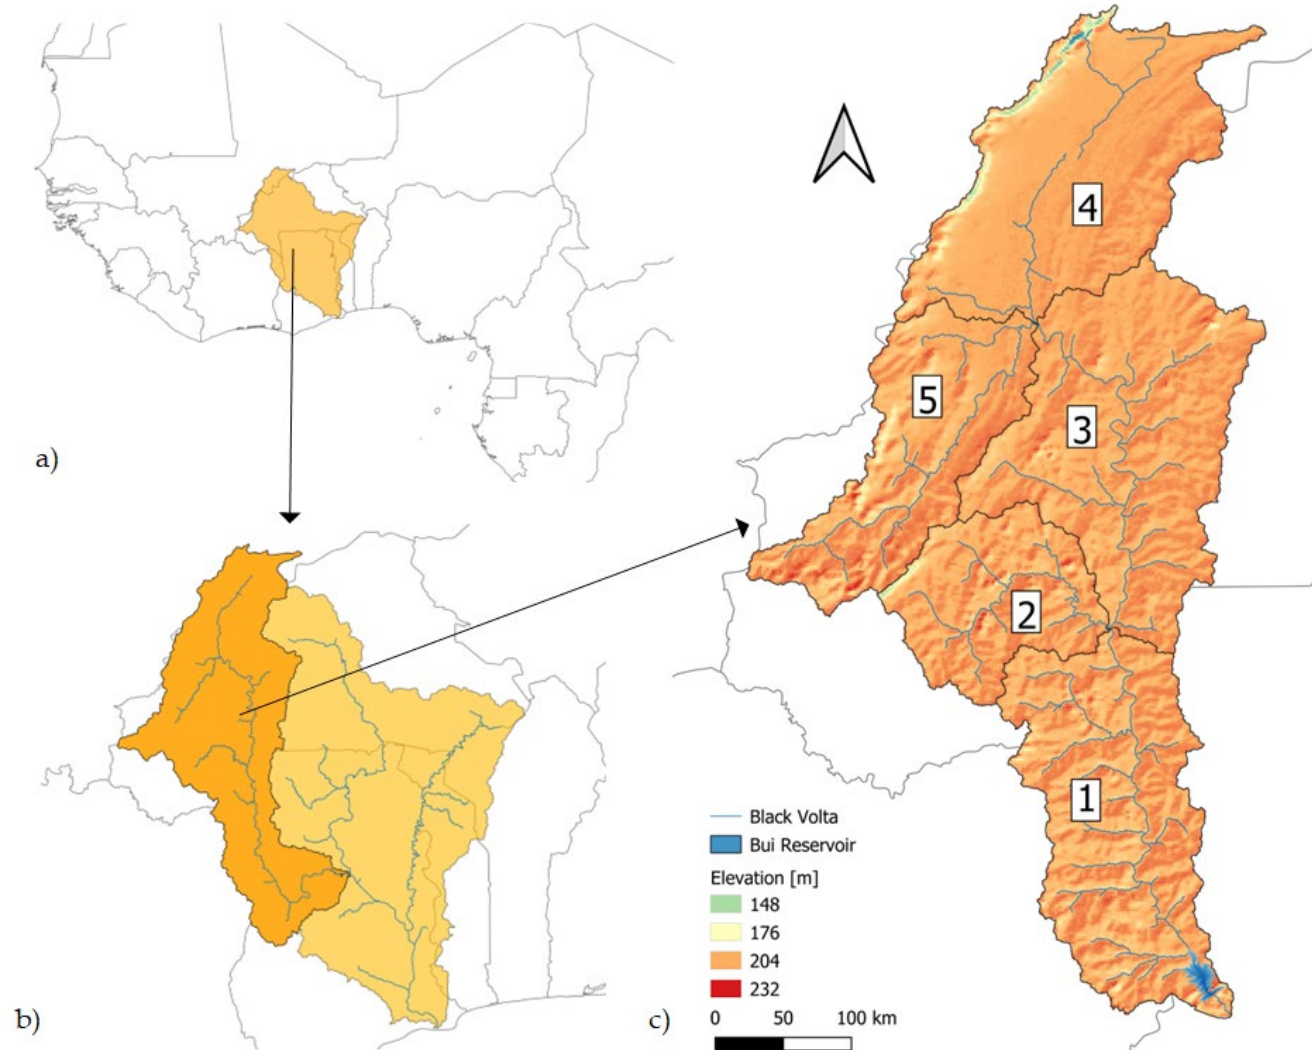 a)
b)
c)
4
5
3
2
1
Black Volta
Bui Reservoir
Elevation [m]
148
176
204
232
0 50 100 km